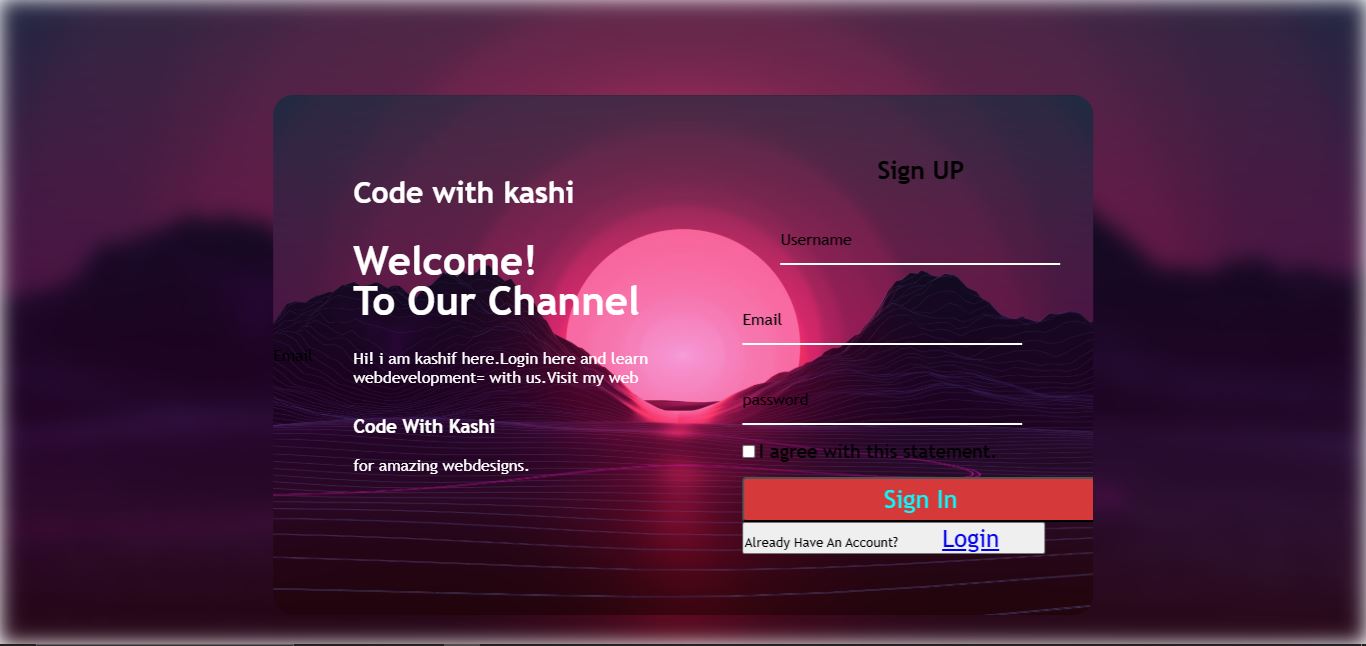 Code with kashi
Welcome!
To Our Channel
Email
Hi! i am kashif here.Login here and learn
webdevelopment= with us.Visit my web
Code With Kashi
for amazing webdesigns.
Sign UP
Username
Email
password
I agree with this statement.
Sign In
Already Have An Account? Login